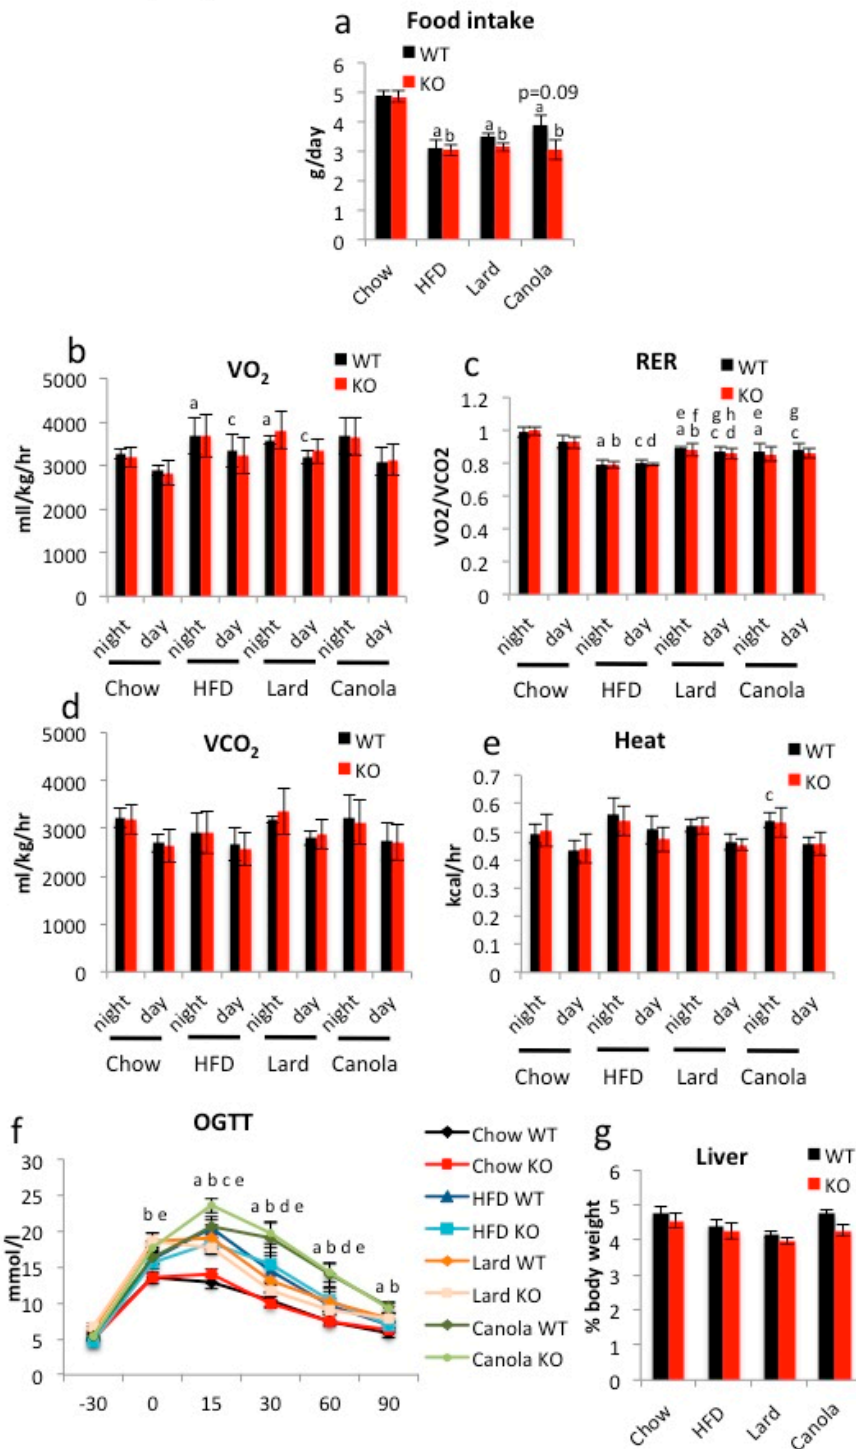 a Food intake
WT
KO
6
5
4
3
2
1
0
g/day
p=0.09
a b a b a b
Chow HFD Lard Canola
b VO2
WT
KO
5000
4000
3000
2000
1000
0
mll/kg/hr
a c a c
night day night day night day night day
Chow HFD Lard Canola
c RER
WT
KO
1.2
1
0.8
0.6
0.4
0.2
0
VO2/VCO2
e f g h e g
a b c d a b c d a c
night day night day night day night day
Chow HFD Lard Canola
d VCO2
WT
KO
5000
4000
3000
2000
1000
0
ml/kg/hr
night day night day night day night day
Chow HFD Lard Canola
e Heat
WT
KO
0.7
0.6
0.5
0.4
0.3
0.2
0.1
0
kcal/hr
c
night day night day night day night day
Chow HFD Lard Canola
f OGTT
30
25
20
15
10
5
0
mmol/l
b e
a b c e
a b d e
a b d e
a b
-30 0 15 30 60 90
Chow WT
Chow KO
HFD WT
HFD KO
Lard WT
Lard KO
Canola WT
Canola KO
g Liver
WT
KO
6
5
4
3
2
1
0
% body weight
Chow HFD Lard Canola